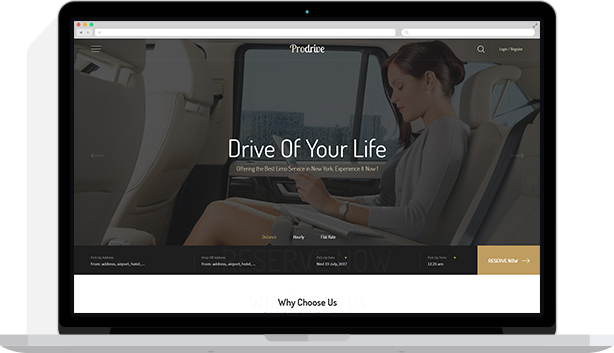 Prodrive
Login / Register
Drive Of Your Life
Offering the Best Limo Service in New York. Experience It Now!
Distance Hourly Flat Rate
Pick Up Address Drop Off Address Pick Up Date Pick Up Time
From: address, airport, hotel, ... From: address, airport, hotel, ... Wed 19 July, 2017 12:25 am
RESERVE NOW
Why Choose Us